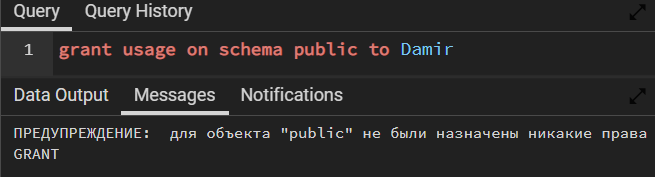 Query Query History
1 grant usage on schema public to Damir
Data Output Messages Notifications
ПРЕДУПРЕЖДЕНИЕ: для объекта "public" не были назначены никакие права
GRANT